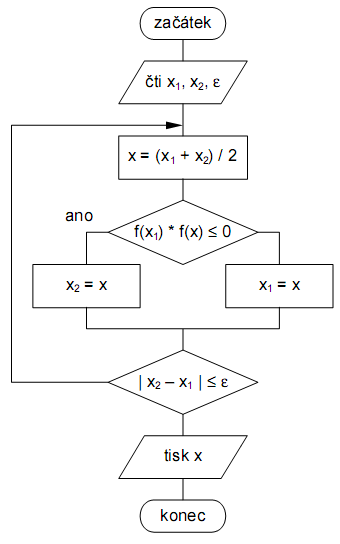 začátek
čti x₁, x₂, ε
x = (x₁ + x₂) / 2
ano
f(x₁) * f(x) ≤ 0
x₂ = x
x₁ = x
| x₂ – x₁ | ≤ ε
tisk x
konec